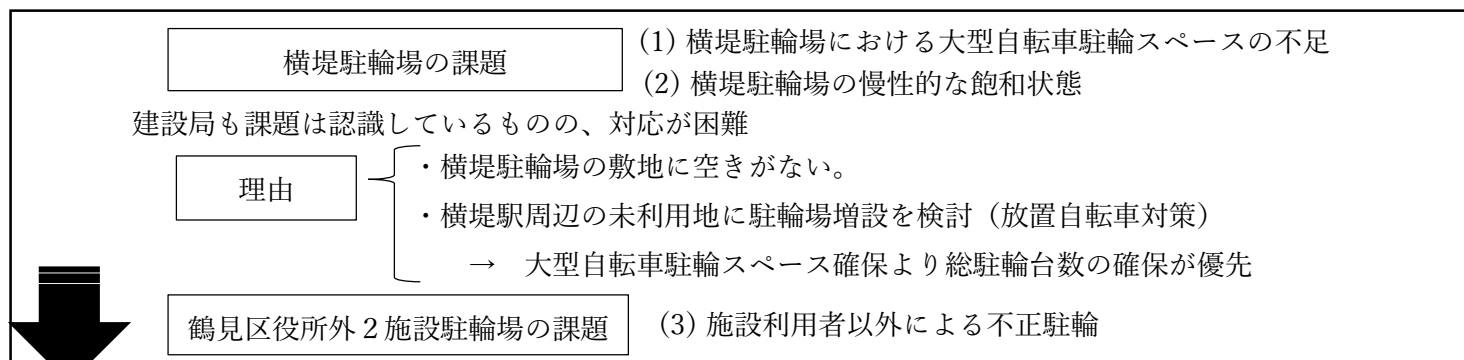 横堤駐輪場の課題
(1) 横堤駐輪場における大型自転車駐輪スペースの不足
(2) 横堤駐輪場の慢性的な飽和状態
建設局も課題は認識しているものの、対応が困難
理由
・横堤駐輪場の敷地に空きがない。
・横堤駅周辺の未利用地に駐輪場増設を検討（放置自転車対策）
→　大型自転車駐輪スペース確保より総駐輪台数の確保が優先
鶴見区役所外２施設駐輪場の課題
(3) 施設利用者以外による不正駐輪